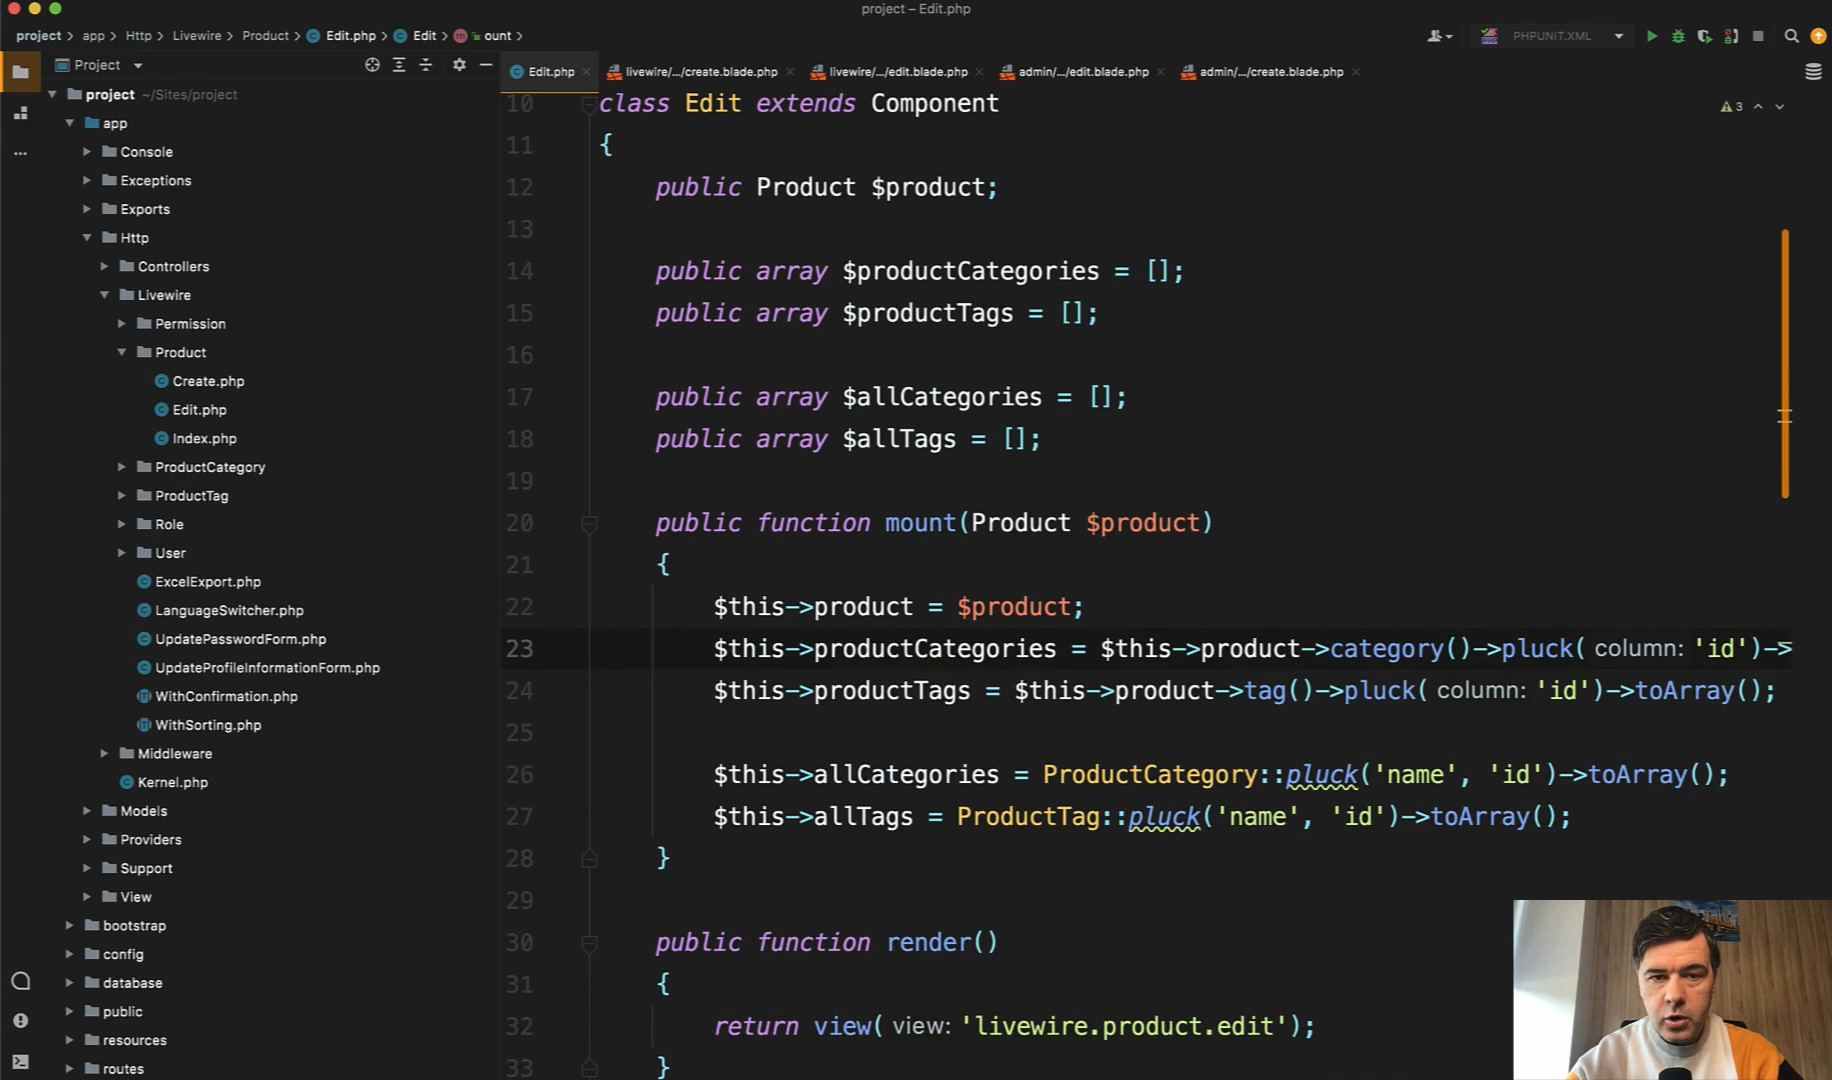 project – Edit.php
project > app > Http > Livewire > Product > Edit.php > Edit > ount >
PHPUNIT.XML
Project
Edit.php
livewire/.../create.blade.php
livewire/.../edit.blade.php
admin/.../edit.blade.php
admin/.../create.blade.php
project ~/Sites/project
app
Console
Exceptions
Exports
Http
Controllers
Livewire
Permission
Product
Create.php
Edit.php
Index.php
ProductCategory
ProductTag
Role
User
ExcelExport.php
LanguageSwitcher.php
UpdatePasswordForm.php
UpdateProfileInformationForm.php
WithConfirmation.php
WithSorting.php
Middleware
Kernel.php
Models
Providers
Support
View
bootstrap
config
database
public
resources
routes
3
10 class Edit extends Component
11 {
12 public Product $product;
13
14 public array $productCategories = [];
15 public array $productTags = [];
16
17 public array $allCategories = [];
18 public array $allTags = [];
19
20 public function mount(Product $product)
21 {
22 $this->product = $product;
23 $this->productCategories = $this->product->category()->pluck( column: 'id')->
24 $this->productTags = $this->product->tag()->pluck( column: 'id')->toArray();
25
26 $this->allCategories = ProductCategory::pluck('name', 'id')->toArray();
27 $this->allTags = ProductTag::pluck('name', 'id')->toArray();
28 }
29
30 public function render()
31 {
32 return view( view: 'livewire.product.edit');
33 }